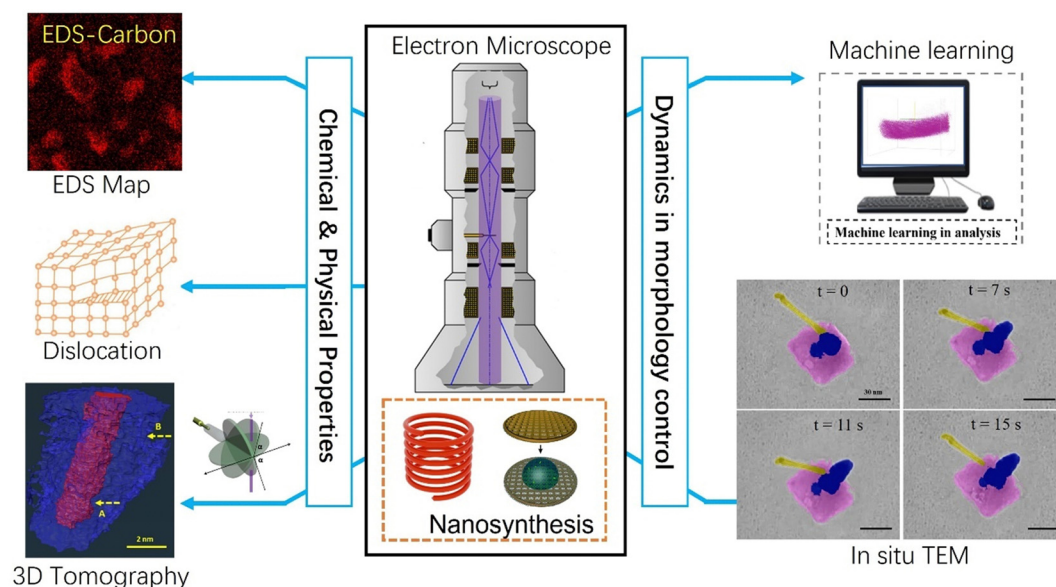 EDS-Carbon
EDS Map
Dislocation
B
A
2 nm
3D Tomography
α
α
Chemical & Physical Properties
Electron Microscope
Nanosynthesis
Dynamics in morphology control
Machine learning
Machine learning in analysis
t = 0
30 nm
t = 7 s
t = 11 s
t = 15 s
In situ TEM